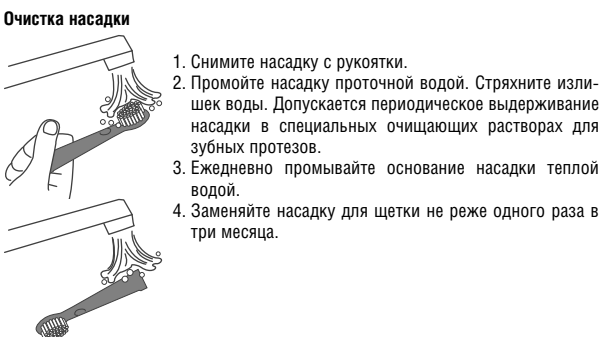 Очистка насадки
1. Снимите насадку с рукоятки.
2. Промойте насадку проточной водой. Стряхните изли-
шек воды. Допускается периодическое выдерживание
насадки в специальных очищающих растворах для
зубных протезов.
3. Ежедневно промывайте основание насадки теплой
водой.
4. Заменяйте насадку для щетки не реже одного раза в
три месяца.